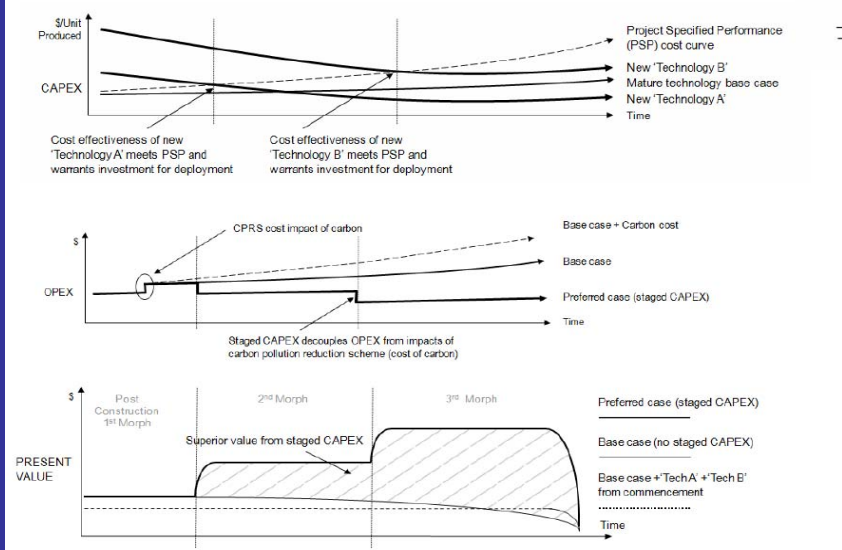 $/Unit
Produced
CAPEX
Project Specified Performance
(PSP) cost curve
New 'Technology B'
Mature technology base case
New 'Technology A'
Time
Cost effectiveness of new
'Technology A' meets PSP and
warrants investment for deployment
Cost effectiveness of new
'Technology B' meets PSP and
warrants investment for deployment
CPRS cost impact of carbon
$
OPEX
Base case + Carbon cost
Base case
Preferred case (staged CAPEX)
Time
Staged CAPEX decouples OPEX from impacts of
carbon pollution reduction scheme (cost of carbon)
$
Post
Construction
1st Morph
2nd Morph
3rd Morph
Superior value from staged CAPEX
PRESENT
VALUE
Preferred case (staged CAPEX)
Base case (no staged CAPEX)
Base case +'Tech A' +'Tech B'
from commencement
Time